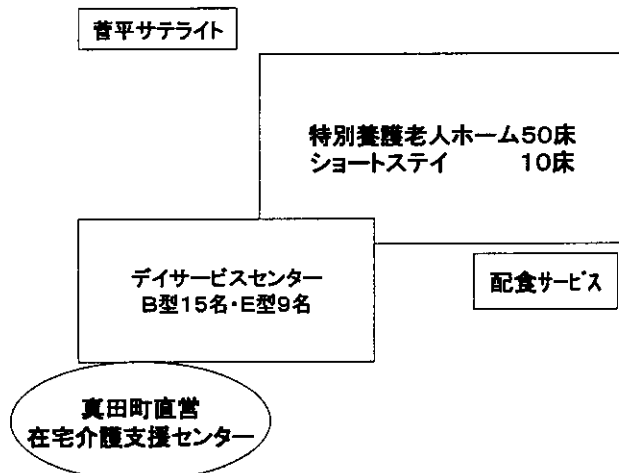 菅平サテライト
特別養護老人ホーム50床
ショートステイ 10床
デイサービスセンター
B型15名・E型9名
配食サービス
真田町直営
在宅介護支援センター